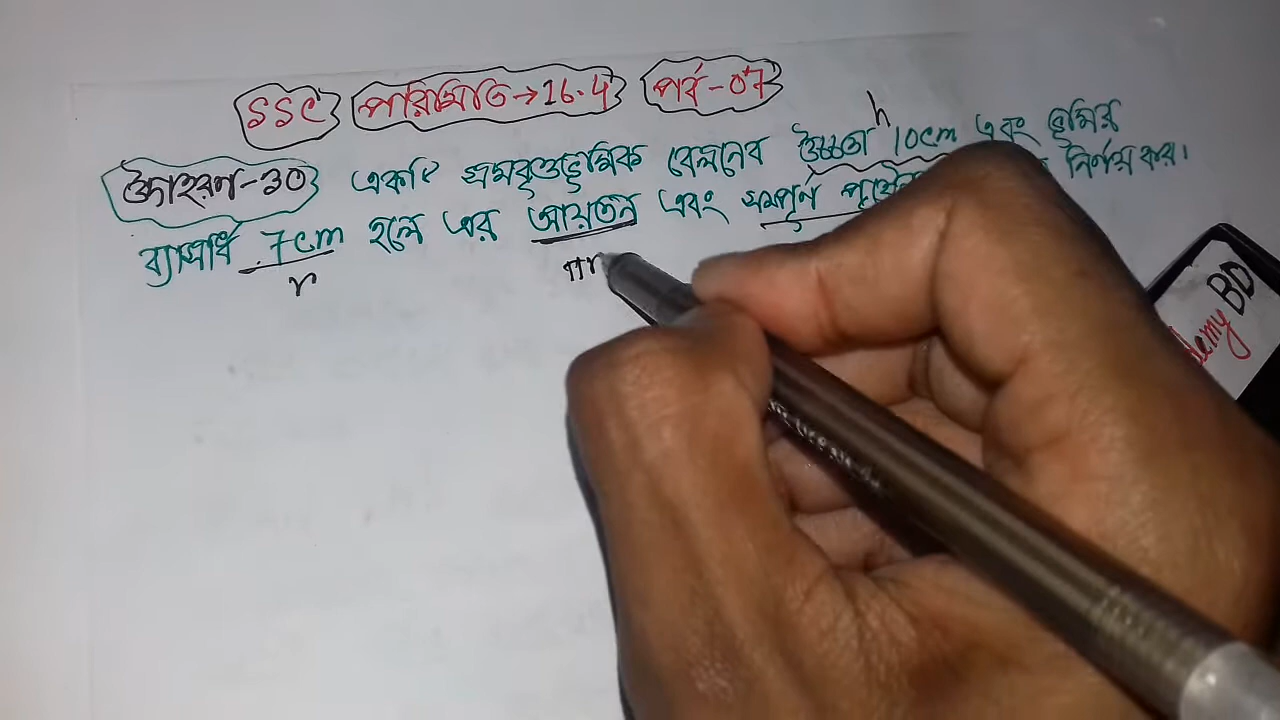 SSC পরিমিতি→16.4 পর্ব-07
h
উদাহরণ-30 একটি সমবৃত্তভূমিক বেলনের উচ্চতা 10cm এবং ভূমির
ব্যাসার্ধ 7cm হলে এর আয়তন এবং সম্পূর্ণ নির্ণয় কর।
r
πr
BD